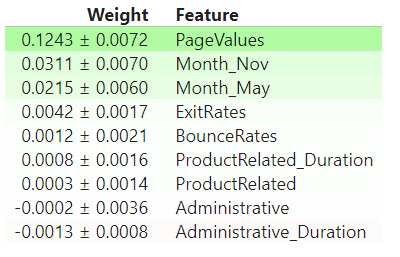 Weight Feature
0.1243 ± 0.0072 PageValues
0.0311 ± 0.0070 Month_Nov
0.0215 ± 0.0060 Month_May
0.0042 ± 0.0017 ExitRates
0.0012 ± 0.0021 BounceRates
0.0008 ± 0.0016 ProductRelated_Duration
0.0003 ± 0.0014 ProductRelated
-0.0002 ± 0.0036 Administrative
-0.0013 ± 0.0008 Administrative_Duration